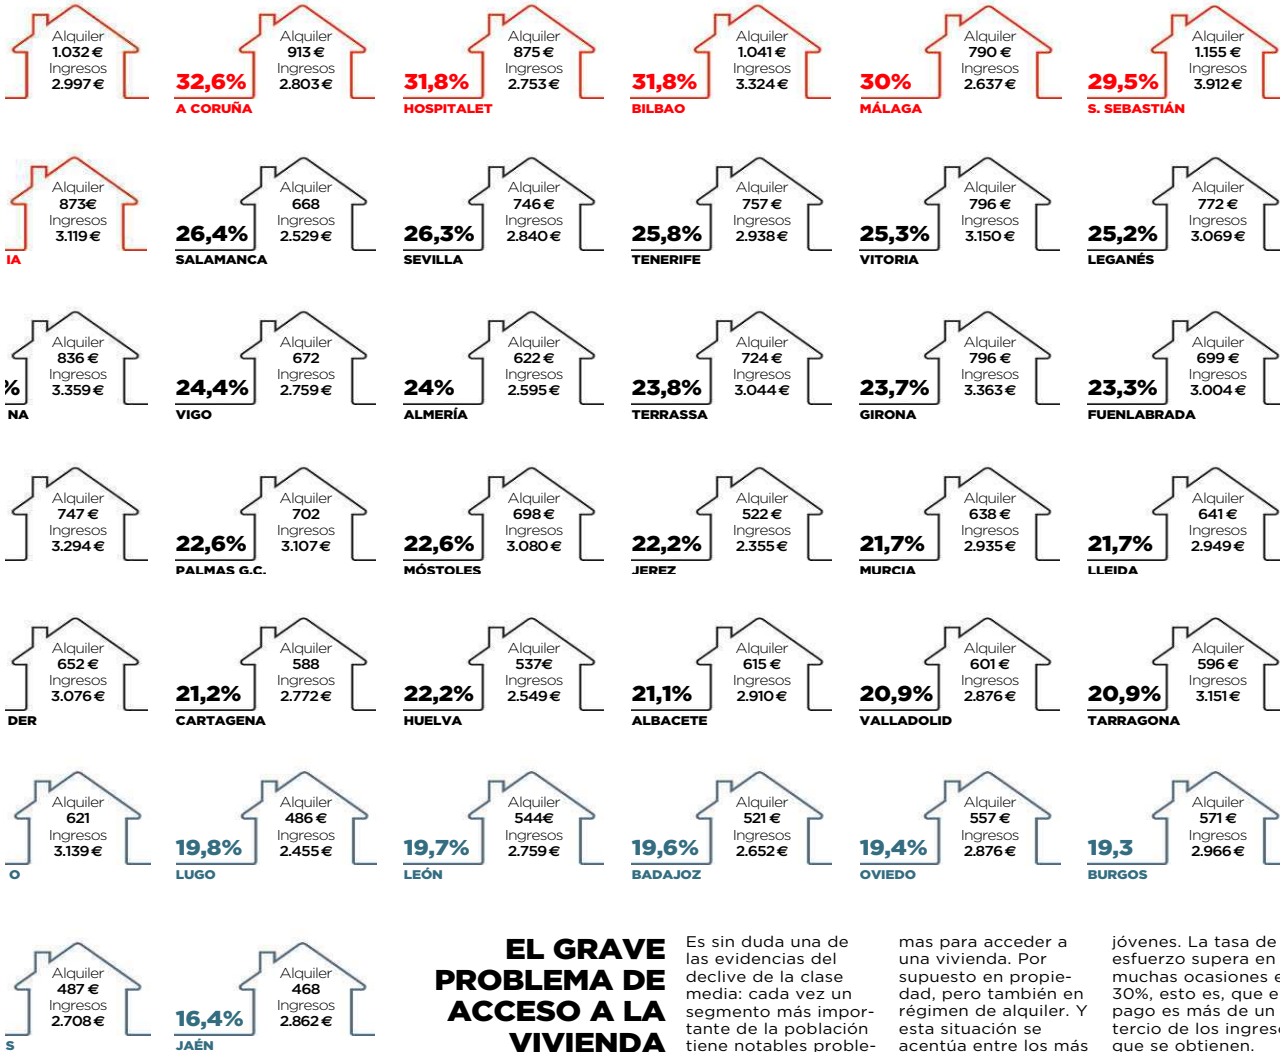 Alquiler
1.032 €
Ingresos
2.997 €
32,6%
A CORUÑA
Alquiler
913 €
Ingresos
2.803 €
31,8%
HOSPITALET
Alquiler
875 €
Ingresos
2.753 €
31,8%
BILBAO
Alquiler
1.041 €
Ingresos
3.324 €
30%
MÁLAGA
Alquiler
790 €
Ingresos
2.637 €
29,5%
S. SEBASTIÁN
Alquiler
1.155 €
Ingresos
3.912 €
IA
Alquiler
873€
Ingresos
3.119 €
26,4%
SALAMANCA
Alquiler
668
Ingresos
2.529 €
26,3%
SEVILLA
Alquiler
746 €
Ingresos
2.840 €
25,8%
TENERIFE
Alquiler
757 €
Ingresos
2.938 €
25,3%
VITORIA
Alquiler
796 €
Ingresos
3.150 €
25,2%
LEGANÉS
Alquiler
772 €
Ingresos
3.069 €
%
NA
Alquiler
836 €
Ingresos
3.359 €
24,4%
VIGO
Alquiler
672
Ingresos
2.759 €
24%
ALMERÍA
Alquiler
622 €
Ingresos
2.595 €
23,8%
TERRASSA
Alquiler
724 €
Ingresos
3.044 €
23,7%
GIRONA
Alquiler
796 €
Ingresos
3.363 €
23,3%
FUENLABRADA
Alquiler
699 €
Ingresos
3.004 €
Alquiler
747 €
Ingresos
3.294 €
22,6%
PALMAS G.C.
Alquiler
702
Ingresos
3.107 €
22,6%
MÓSTOLES
Alquiler
698 €
Ingresos
3.080 €
22,2%
JEREZ
Alquiler
522 €
Ingresos
2.355 €
21,7%
MURCIA
Alquiler
638 €
Ingresos
2.935 €
21,7%
LLEIDA
Alquiler
641 €
Ingresos
2.949 €
DER
Alquiler
652 €
Ingresos
3.076 €
21,2%
CARTAGENA
Alquiler
588
Ingresos
2.772 €
22,2%
HUELVA
Alquiler
537€
Ingresos
2.549 €
21,1%
ALBACETE
Alquiler
615 €
Ingresos
2.910 €
20,9%
VALLADOLID
Alquiler
601 €
Ingresos
2.876 €
20,9%
TARRAGONA
Alquiler
596 €
Ingresos
3.151 €
O
Alquiler
621
Ingresos
3.139 €
19,8%
LUGO
Alquiler
486 €
Ingresos
2.455 €
19,7%
LEÓN
Alquiler
544€
Ingresos
2.759 €
19,6%
BADAJOZ
Alquiler
521 €
Ingresos
2.652 €
19,4%
OVIEDO
Alquiler
557 €
Ingresos
2.876 €
19,3
BURGOS
Alquiler
571 €
Ingresos
2.966 €
S
Alquiler
487 €
Ingresos
2.708 €
16,4%
JAÉN
Alquiler
468
Ingresos
2.862 €
EL GRAVE
PROBLEMA DE
ACCESO A LA
VIVIENDA
Es sin duda una de
las evidencias del
declive de la clase
media: cada vez un
segmento más impor-
tante de la población
tiene notables proble-
mas para acceder a
una vivienda. Por
supuesto en propie-
dad, pero también en
régimen de alquiler. Y
esta situación se
acentúa entre los más
jóvenes. La tasa de
esfuerzo supera en
muchas ocasiones e
30%, esto es, que e
pago es más de un
tercio de los ingres
que se obtienen.